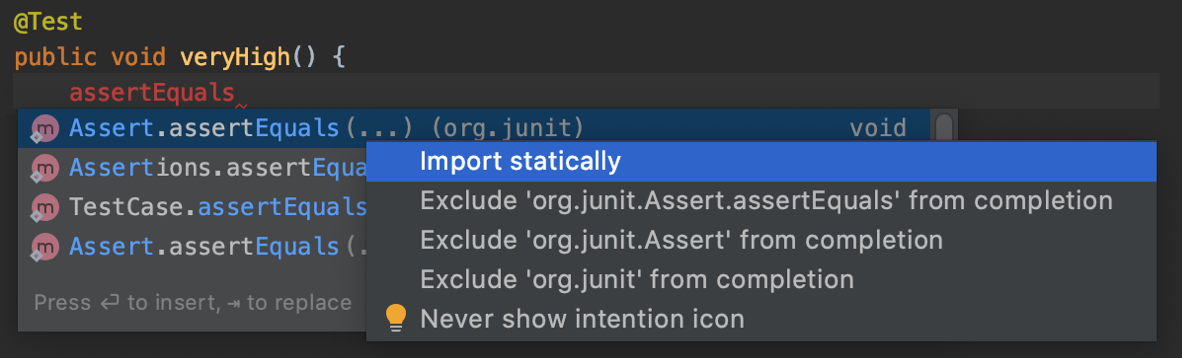 @Test
public void veryHigh() {
assertEquals
Assert.assertEquals(...) (org.junit) void
Assertions.assertEqua
TestCase.assertEquals
Assert.assertEquals(.
Press ⏎ to insert, ⇥ to replace
Import statically
Exclude 'org.junit.Assert.assertEquals' from completion
Exclude 'org.junit.Assert' from completion
Exclude 'org.junit' from completion
Never show intention icon